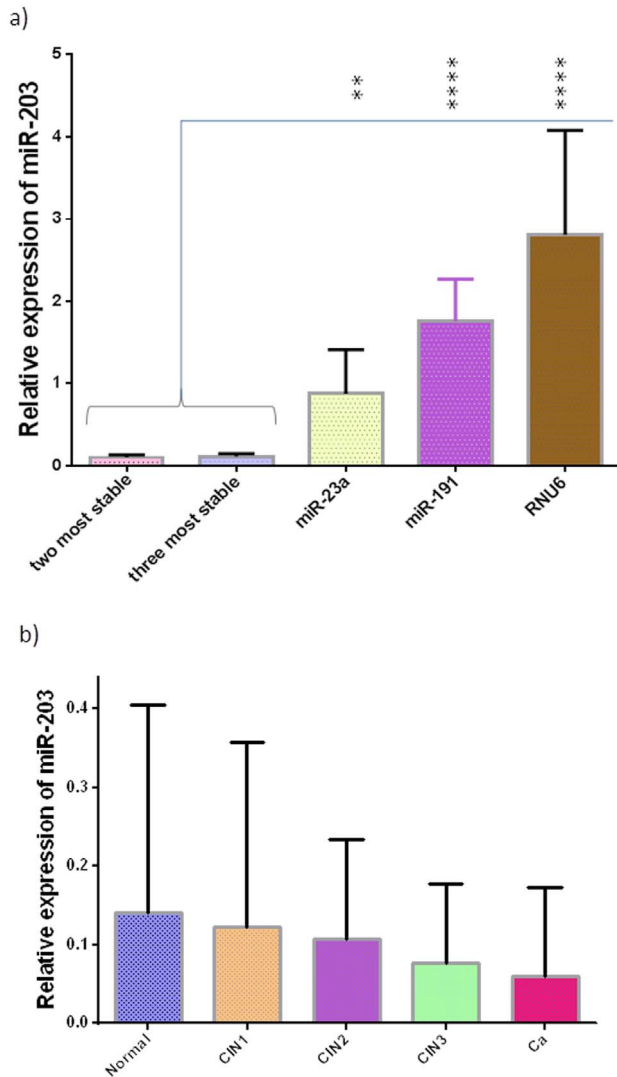 a)
Relative expression of miR-203
5
4
3
2
1
0
**
****
****
two most stable
three most stable
miR-23a
miR-191
RNU6
b)
Relative expression of miR-203
0.4
0.3
0.2
0.1
0.0
Normal
CIN1
CIN2
CIN3
Ca